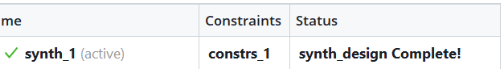 me Constraints Status
synth_1 (active) constrs_1 synth_design Complete!